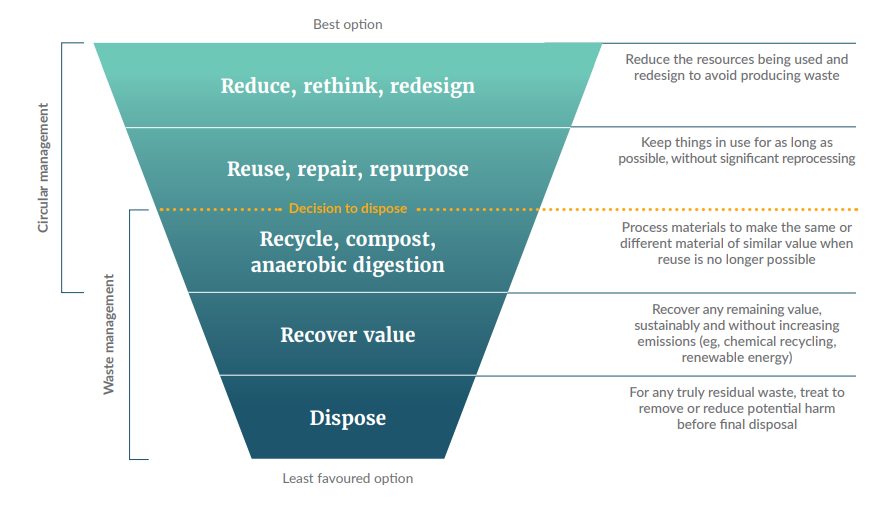 Best option
Reduce, rethink, redesign
Reduce the resources being used and
redesign to avoid producing waste
Circular management
Reuse, repair, repurpose
Keep things in use for as long as
possible, without significant reprocessing
Decision to dispose
Recycle, compost,
anaerobic digestion
Process materials to make the same or
different material of similar value when
reuse is no longer possible
Waste management
Recover value
Recover any remaining value,
sustainably and without increasing
emissions (eg, chemical recycling,
renewable energy)
Dispose
For any truly residual waste, treat to
remove or reduce potential harm
before final disposal
Least favoured option